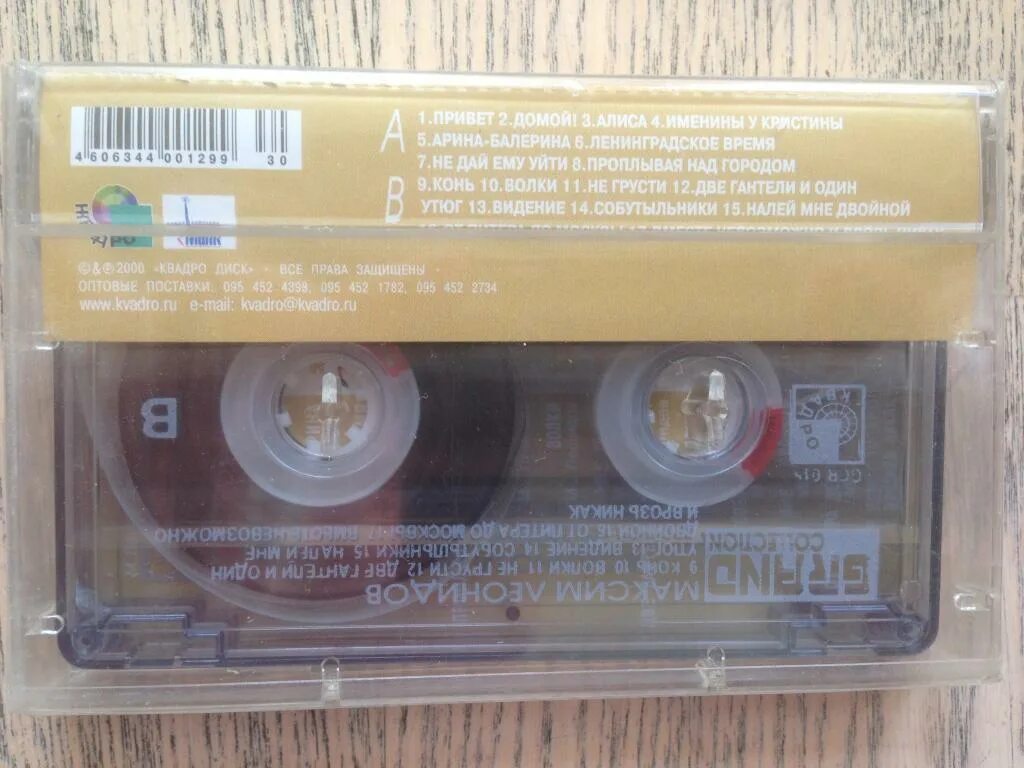 A
1.ПРИВЕТ 2.ДОМОЙ! 3.АЛИСА 4.ИМЕНИНЫ У КРИСТИНЫ
5.АРИНА-БАЛЕРИНА 6.ЛЕНИНГРАДСКОЕ ВРЕМЯ
7.НЕ ДАЙ ЕМУ УЙТИ 8.ПРОПЛЫВАЯ НАД ГОРОДОМ
B
9.КОНЬ 10.ВОЛКИ 11.НЕ ГРУСТИ 12.ДВЕ ГАНТЕЛИ И ОДИН
УТЮГ 13.ВИДЕНИЕ 14.СОБУТЫЛЬНИКИ 15.НАЛЕЙ МНЕ ДВОЙНОЙ
4 606344 001299 30
©&℗2000 «КВАДРО ДИСК» · ВСЕ ПРАВА ЗАЩИЩЕНЫ ·
ОПТОВЫЕ ПОСТАВКИ: 095 452 4398, 095 452 1782, 095 452 2734
www.kvadro.ru e-mail: kvadro@kvadro.ru
B
КВАДРО
GCR 014
GRAND
COLLECTION
МАКСИМ ЛЕОНИДОВ
9 КОНЬ 10 ВОЛКИ 11 НЕ ГРУСТИ 12 ДВЕ ГАНТЕЛИ И ОДИН
УТЮГ 13 ВИДЕНИЕ 14 СОБУТЫЛЬНИКИ 15 НАЛЕЙ МНЕ
ДВОЙНОЙ 16 ОТ ПИТЕРА ДО МОСКВЫ 17 ВМЕСТЕ НЕВОЗМОЖНО
И ВРОЗЬ НИКАК